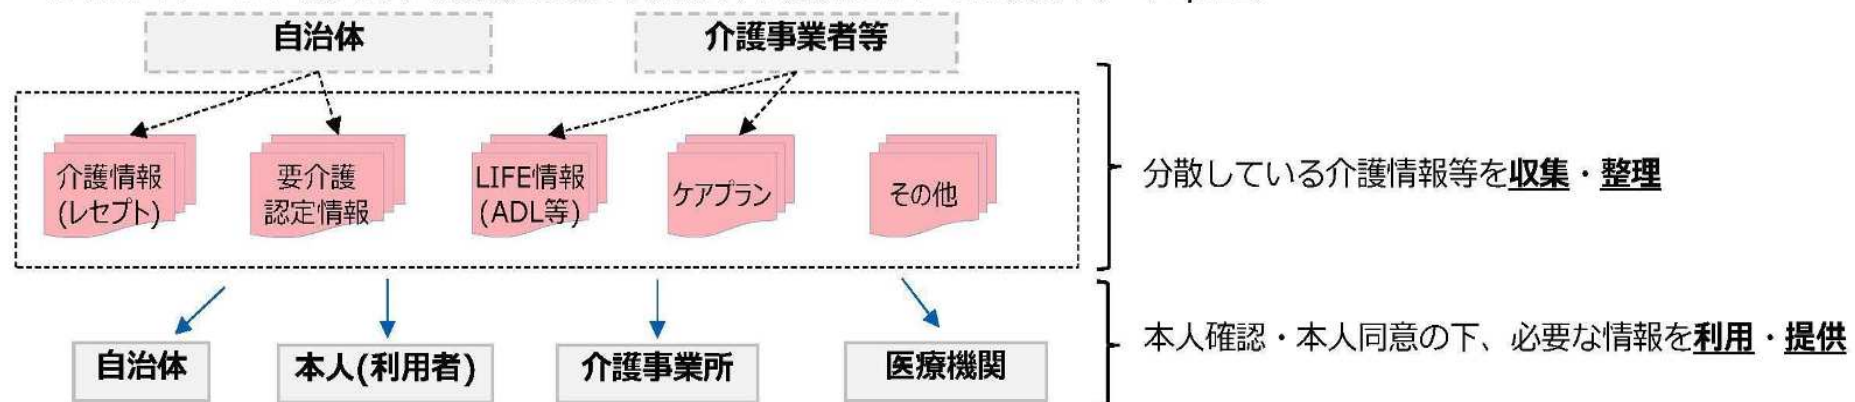 自治体
介護事業者等
介護情報
(レセプト)
要介護
認定情報
LIFE情報
(ADL等)
ケアプラン
その他
分散している介護情報等を収集・整理
自治体
本人(利用者)
介護事業所
医療機関
本人確認・本人同意の下、必要な情報を利用・提供